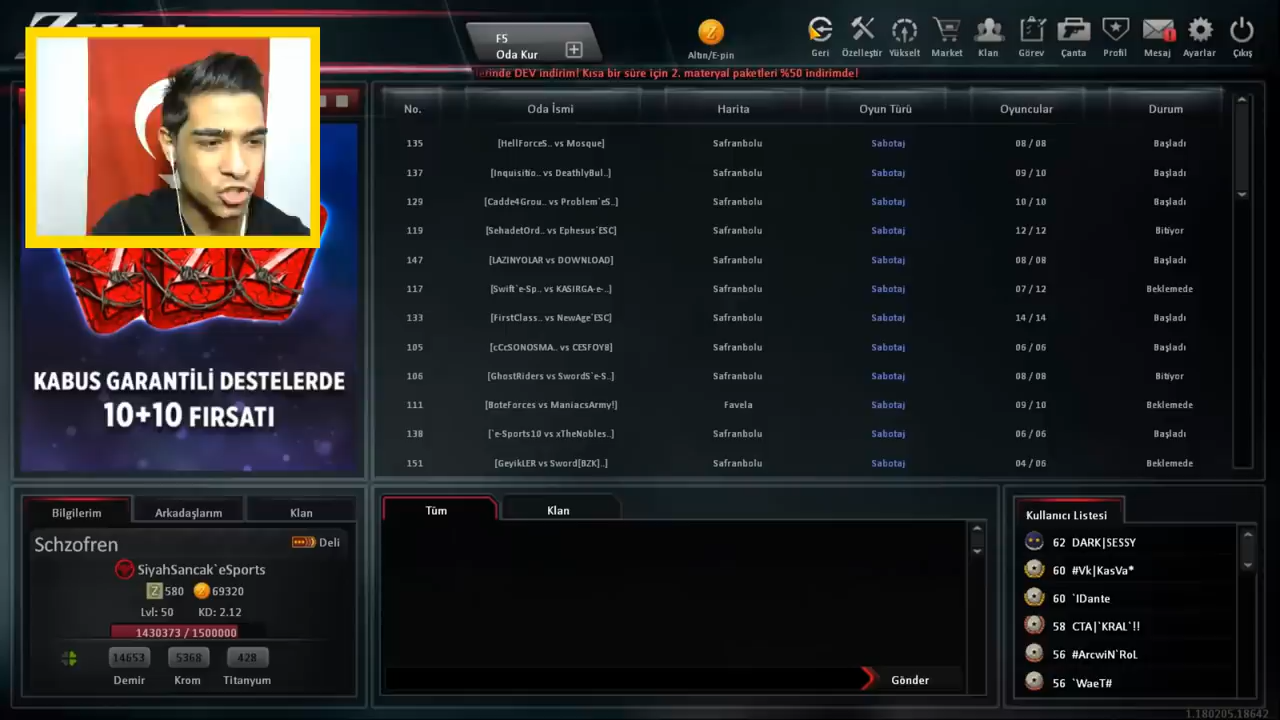 F5
Oda Kur
Altın/E-pin
Geri
Özelleştir
Yükselt
Market
Klan
Görev
Çanta
Profil
Mesaj
Ayarlar
Çıkış
lerinde DEV indirim! Kısa bir süre için 2. materyal paketleri %50 indirimde!
No. Oda İsmi Harita Oyun Türü Oyuncular Durum
135 [HellForceS.. vs Mosque] Safranbolu Sabotaj 08 / 08 Başladı
137 [Inquisitio.. vs DeathlyBul..] Safranbolu Sabotaj 09 / 10 Başladı
129 [Cadde4Grou.. vs Problem`eS..] Safranbolu Sabotaj 10 / 10 Başladı
119 [SehadetOrd.. vs Ephesus`ESC] Safranbolu Sabotaj 12 / 12 Bitiyor
147 [LAZINYOLAR vs DOWNLOAD] Safranbolu Sabotaj 08 / 08 Başladı
117 [Swift`e-Sp.. vs KASIRGA-e-..] Safranbolu Sabotaj 07 / 12 Beklemede
133 [FirstClass.. vs NewAge`ESC] Safranbolu Sabotaj 14 / 14 Başladı
105 [cCcSONOSMA.. vs CESFOYB] Safranbolu Sabotaj 06 / 06 Başladı
106 [GhostRiders vs SwordS`e-S..] Safranbolu Sabotaj 08 / 08 Bitiyor
111 [BoteForces vs ManiacsArmy!] Favela Sabotaj 09 / 10 Beklemede
138 [`e-Sports10 vs xTheNobles..] Safranbolu Sabotaj 06 / 06 Başladı
151 [GeyikLER vs Sword[BZK]..] Safranbolu Sabotaj 04 / 06 Beklemede
KABUS GARANTİLİ DESTELERDE
10+10 FIRSATI
Bilgilerim Arkadaşlarım Klan
Schzofren Deli
SiyahSancak`eSports
580 69320
Lvl: 50 KD: 2.12
1430373 / 1500000
14653 5368 428
Demir Krom Titanyum
Tüm Klan
Gönder
Kullanıcı Listesi
62 DARK|SESSY
60 #Vk|KasVa*
60 `IDante
58 CTA|`KRAL`!!
56 #ArcwiN`RoL
56 `WaeT#
1.180205.18642